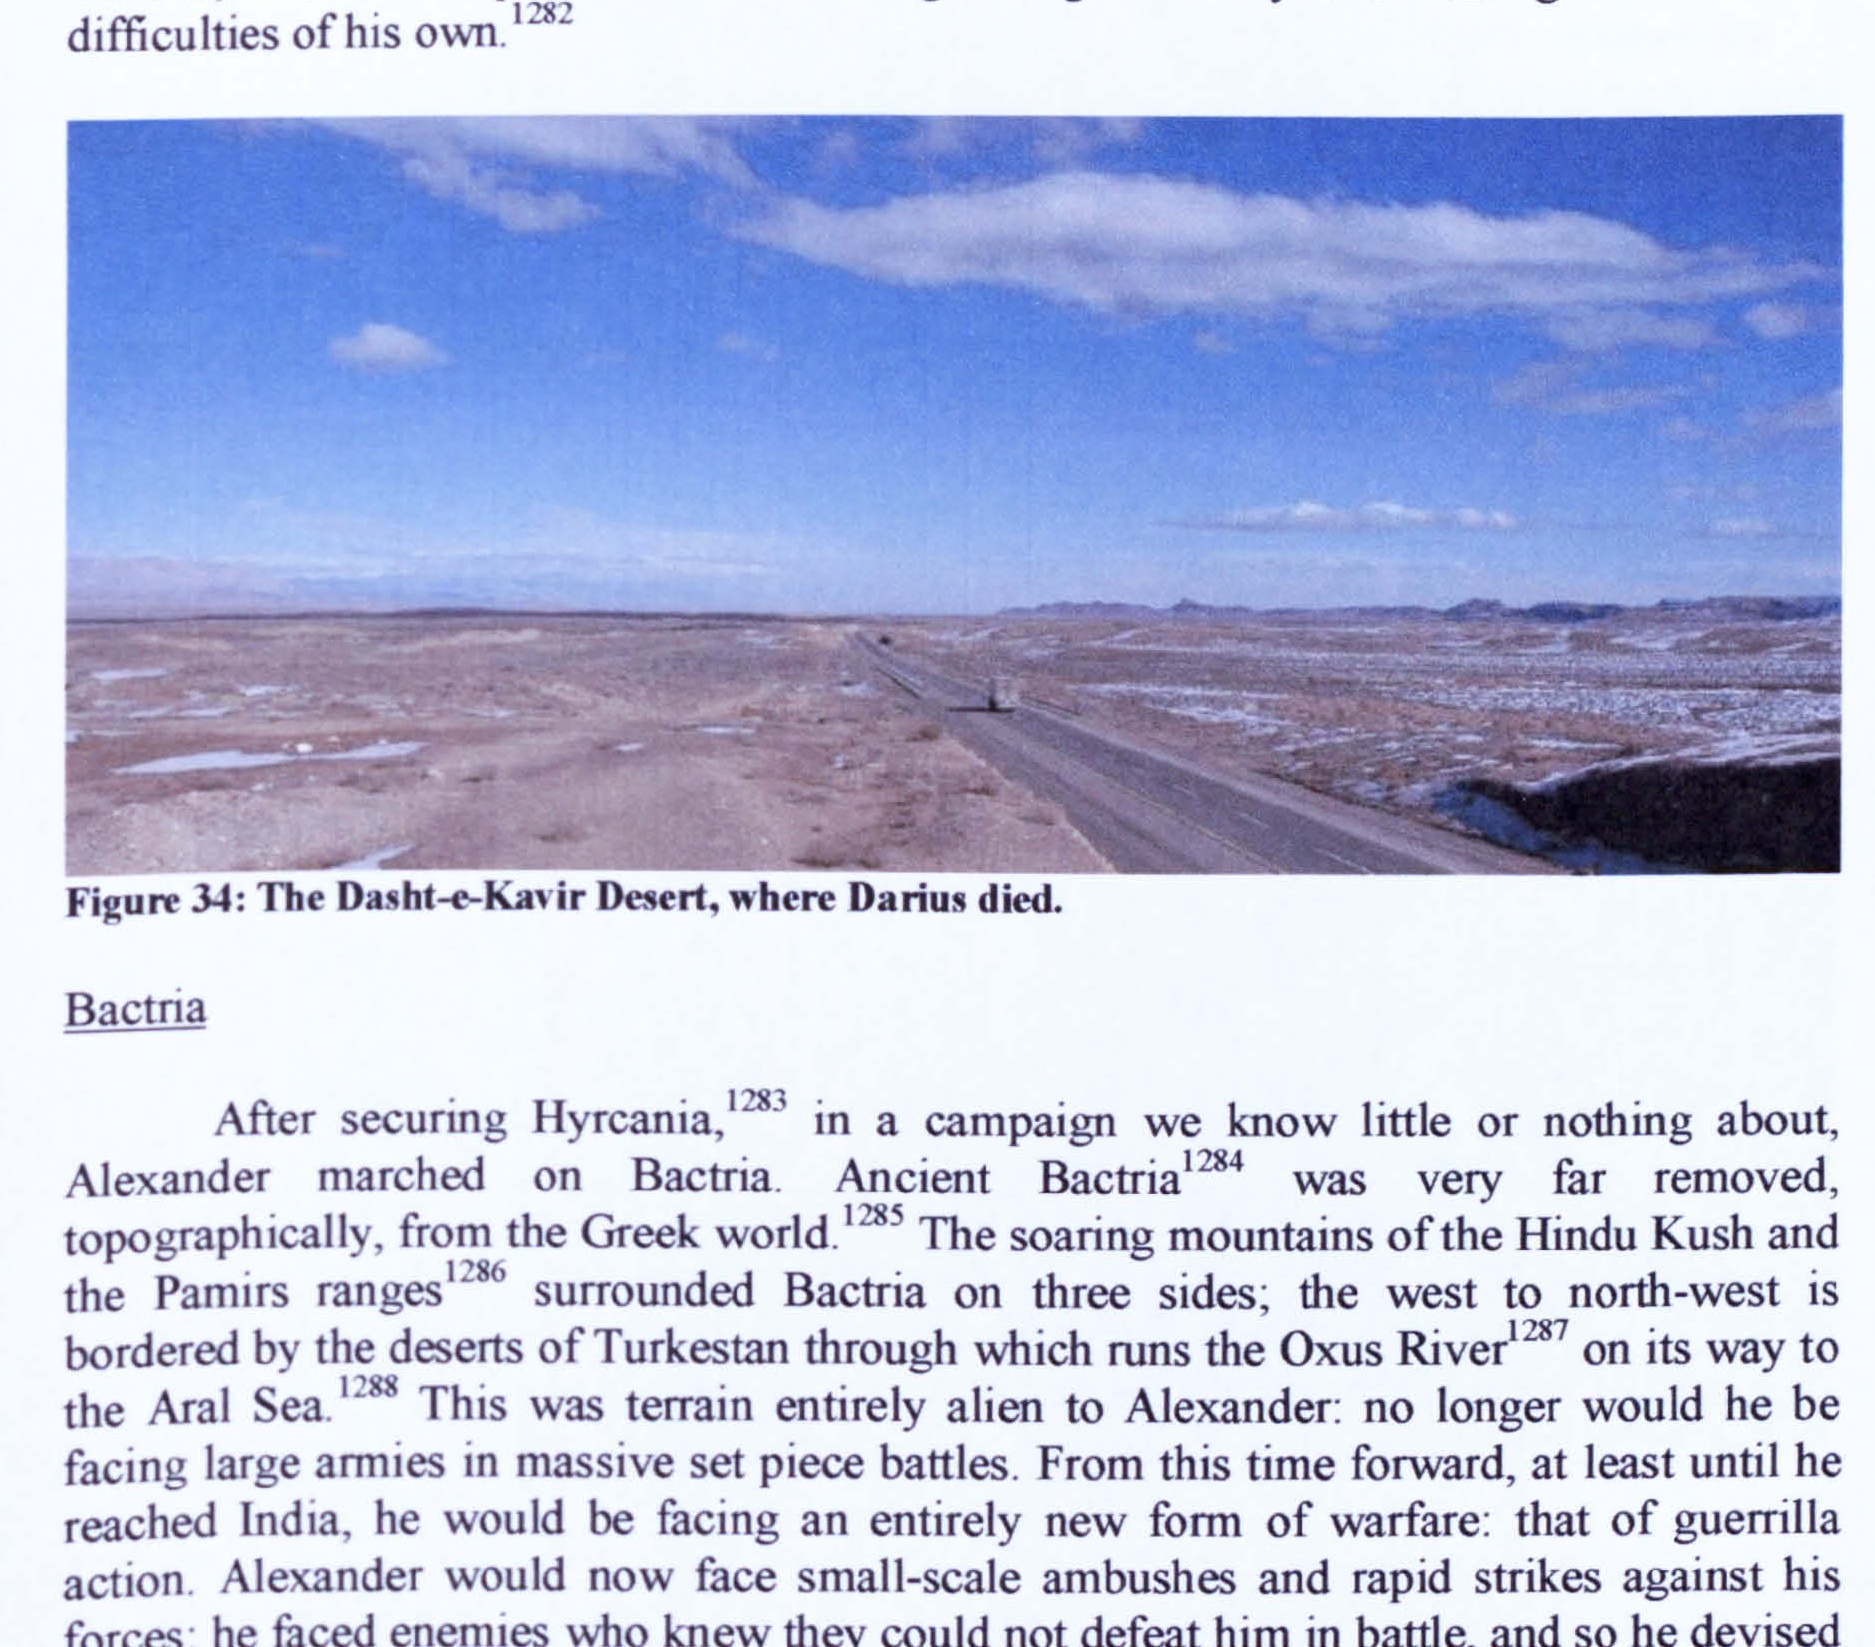 difficulties of his own.1282
Figure 34: The Dasht-e-Kavir Desert, where Darius died.
Bactria
After securing Hyrcania,1283 in a campaign we know little or nothing about,
Alexander marched on Bactria. Ancient Bactria1284 was very far removed,
topographically, from the Greek world.1285 The soaring mountains of the Hindu Kush and
the Pamirs ranges1286 surrounded Bactria on three sides; the west to north-west is
bordered by the deserts of Turkestan through which runs the Oxus River1287 on its way to
the Aral Sea.1288 This was terrain entirely alien to Alexander: no longer would he be
facing large armies in massive set piece battles. From this time forward, at least until he
reached India, he would be facing an entirely new form of warfare: that of guerrilla
action. Alexander would now face small-scale ambushes and rapid strikes against his
forces; he faced enemies who knew they could not defeat him in battle, and so he devised